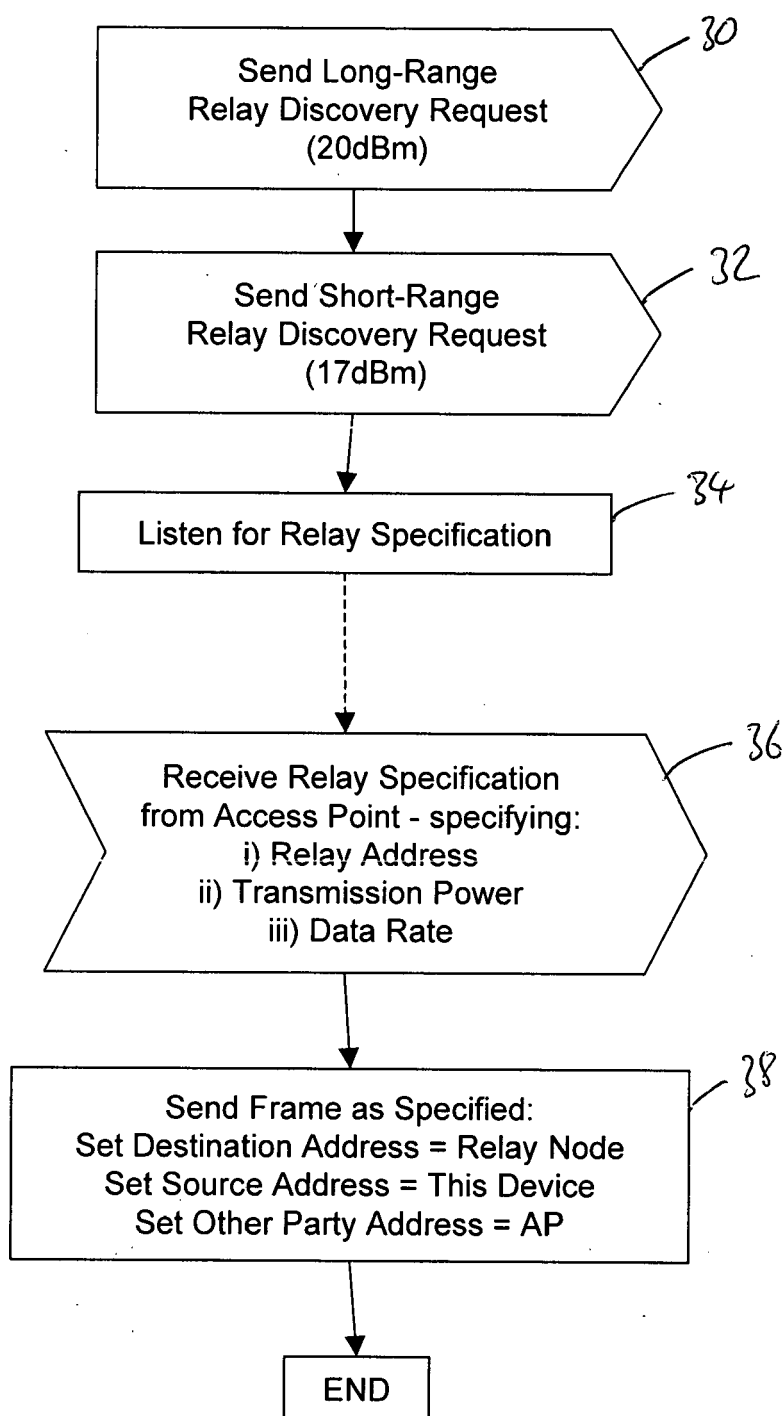 30
Send Long-Range
Relay Discovery Request
(20dBm)
32
Send Short-Range
Relay Discovery Request
(17dBm)
34
Listen for Relay Specification
36
Receive Relay Specification
from Access Point - specifying:
i) Relay Address
ii) Transmission Power
iii) Data Rate
38
Send Frame as Specified:
Set Destination Address = Relay Node
Set Source Address = This Device
Set Other Party Address = AP
END